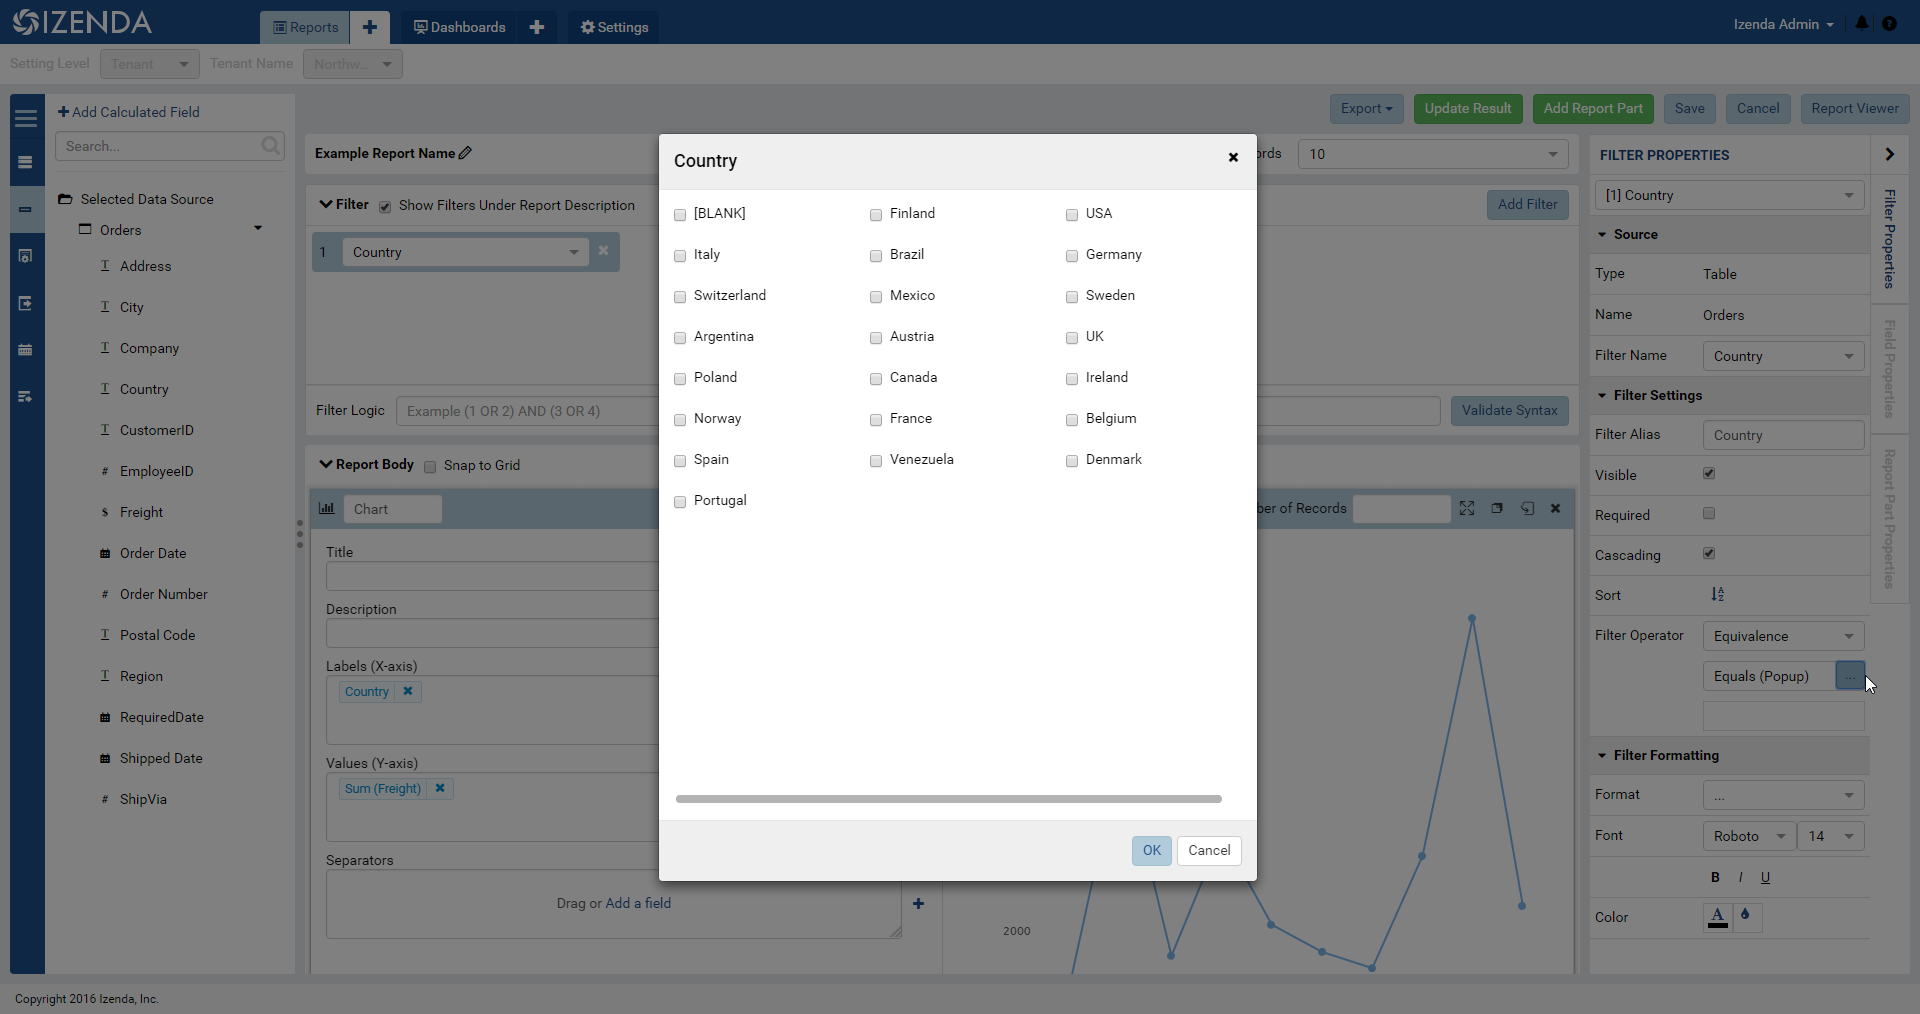 IZENDA
Reports
Dashboards
Settings
Izenda Admin
Setting Level
Tenant
Tenant Name
Northw...
Add Calculated Field
Search...
Selected Data Source
Orders
Address
City
Company
Country
CustomerID
EmployeeID
Freight
Order Date
Order Number
Postal Code
Region
RequiredDate
Shipped Date
ShipVia
Export
Update Result
Add Report Part
Save
Cancel
Report Viewer
Example Report Name
rds
10
Filter
Show Filters Under Report Description
Add Filter
1
Country
Filter Logic
Example (1 OR 2) AND (3 OR 4)
Validate Syntax
Report Body
Snap to Grid
Chart
ber of Records
Title
Description
Labels (X-axis)
Country
Values (Y-axis)
Sum (Freight)
Separators
Drag or Add a field
2000
Country
[BLANK]
Finland
USA
Italy
Brazil
Germany
Switzerland
Mexico
Sweden
Argentina
Austria
UK
Poland
Canada
Ireland
Norway
France
Belgium
Spain
Venezuela
Denmark
Portugal
OK
Cancel
FILTER PROPERTIES
[1] Country
Source
Type
Table
Name
Orders
Filter Name
Country
Filter Settings
Filter Alias
Country
Visible
Required
Cascading
Sort
Filter Operator
Equivalence
Equals (Popup)
...
Filter Formatting
Format
...
Font
Roboto
14
B I U
Color
A
Filter Properties
Field Properties
Report Part Properties
Copyright 2016 Izenda, Inc.